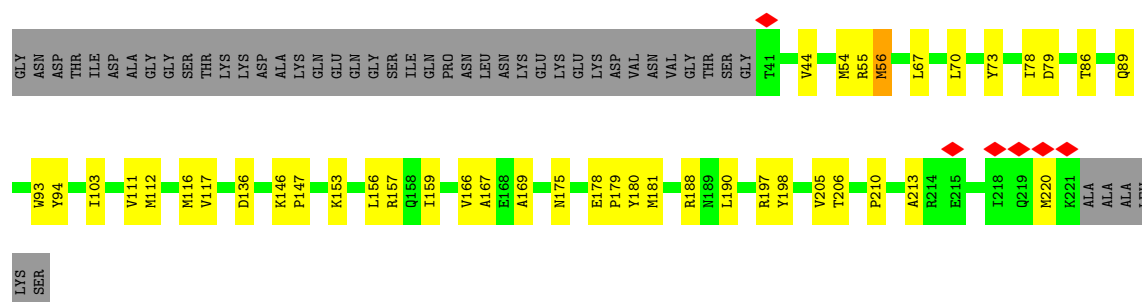 GLY ASN ASP THR ILE ASP ALA GLY GLY SER THR LYS LYS ASP ALA LYS GLN GLU GLN GLY SER ILE GLN PRO ASN LEU ASN LYS GLU LYS GLU LYS ASP VAL ASN VAL GLY THR SER GLY T41 V44 M54 R55 M56 L67 L70 Y73 I78 D79 T86 Q89
W93 Y94 I103 V111 M112 M116 V117 D136 K146 P147 K153 L156 R157 Q158 I159 V166 A167 E168 A169 N175 E178 P179 Y180 M181 R188 N189 L190 R197 Y198 V205 T206 P210 A213 R214 E215 I218 Q219 M220 K221 ALA ALA ALA LEU
LYS SER